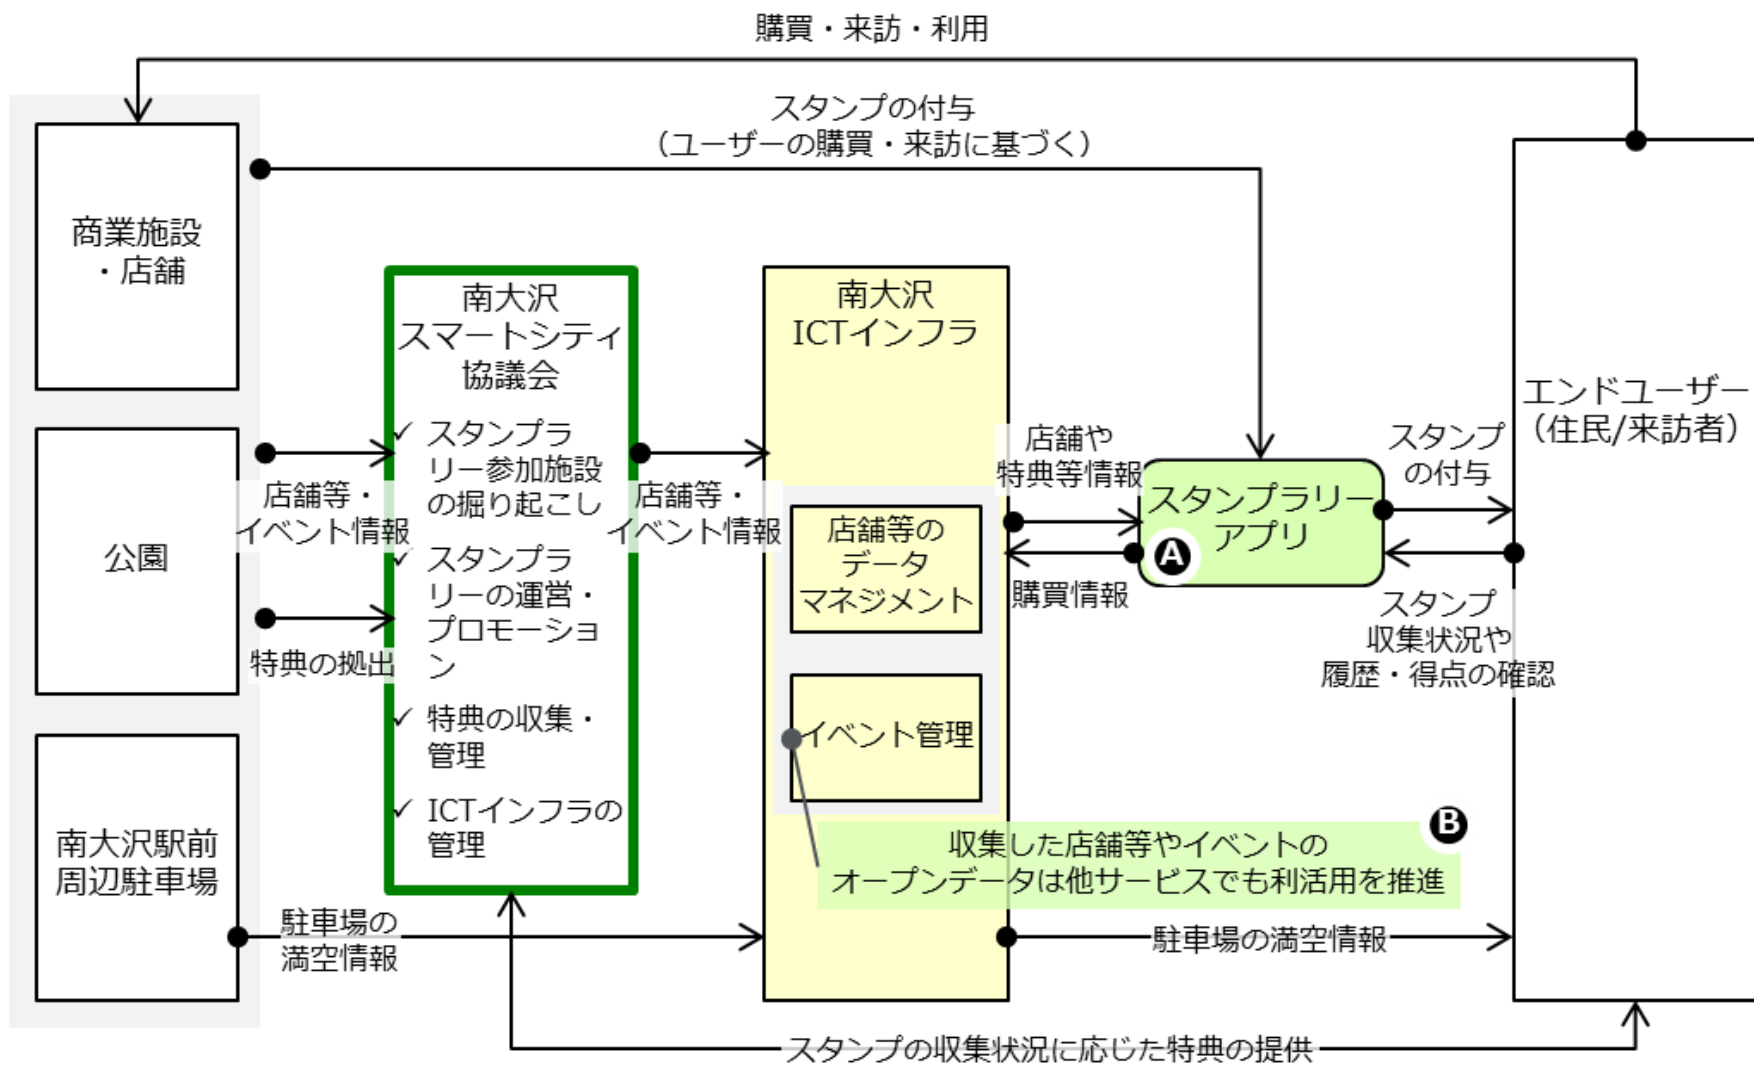 購買・来訪・利用
スタンプの付与
（ユーザーの購買・来訪に基づく）
商業施設
・店舗
公園
南大沢駅前
周辺駐車場
店舗等・
イベント情報
特典の拠出
駐車場の
満空情報
南大沢
スマートシティ
協議会
✓ スタンプラ
リー参加施設
の掘り起こし
✓ スタンプラ
リーの運営・
プロモーショ
ン
✓ 特典の収集・
管理
✓ ICTインフラの
管理
店舗等・
イベント情報
南大沢
ICTインフラ
店舗等の
データ
マネジメント
イベント管理
収集した店舗等やイベントの
オープンデータは他サービスでも利活用を推進
B
店舗や
特典等情報
購買情報
スタンプラリー
アプリ
A
スタンプ
の付与
スタンプ
収集状況や
履歴・得点の確認
エンドユーザー
（住民/来訪者）
駐車場の満空情報
スタンプの収集状況に応じた特典の提供